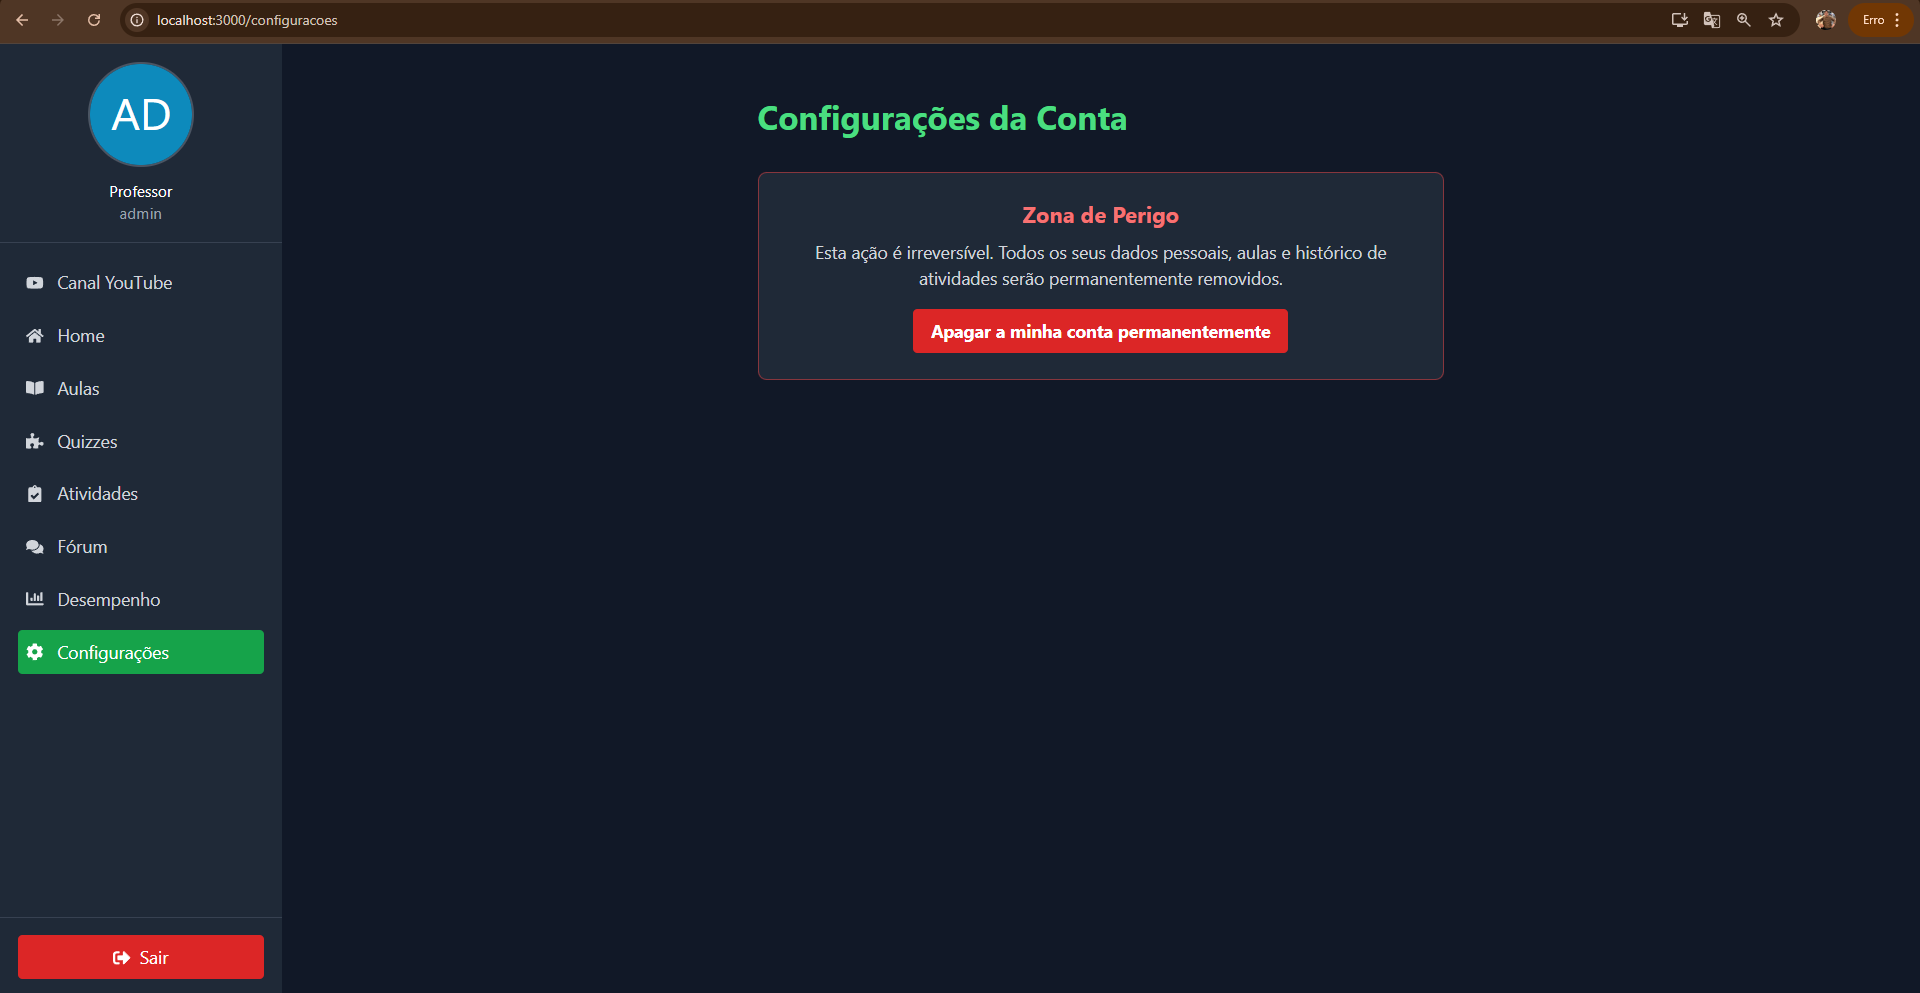 localhost:3000/configuracoes
Erro
AD
Professor
admin
Canal YouTube
Home
Aulas
Quizzes
Atividades
Fórum
Desempenho
Configurações
Sair
Configurações da Conta
Zona de Perigo
Esta ação é irreversível. Todos os seus dados pessoais, aulas e histórico de
atividades serão permanentemente removidos.
Apagar a minha conta permanentemente